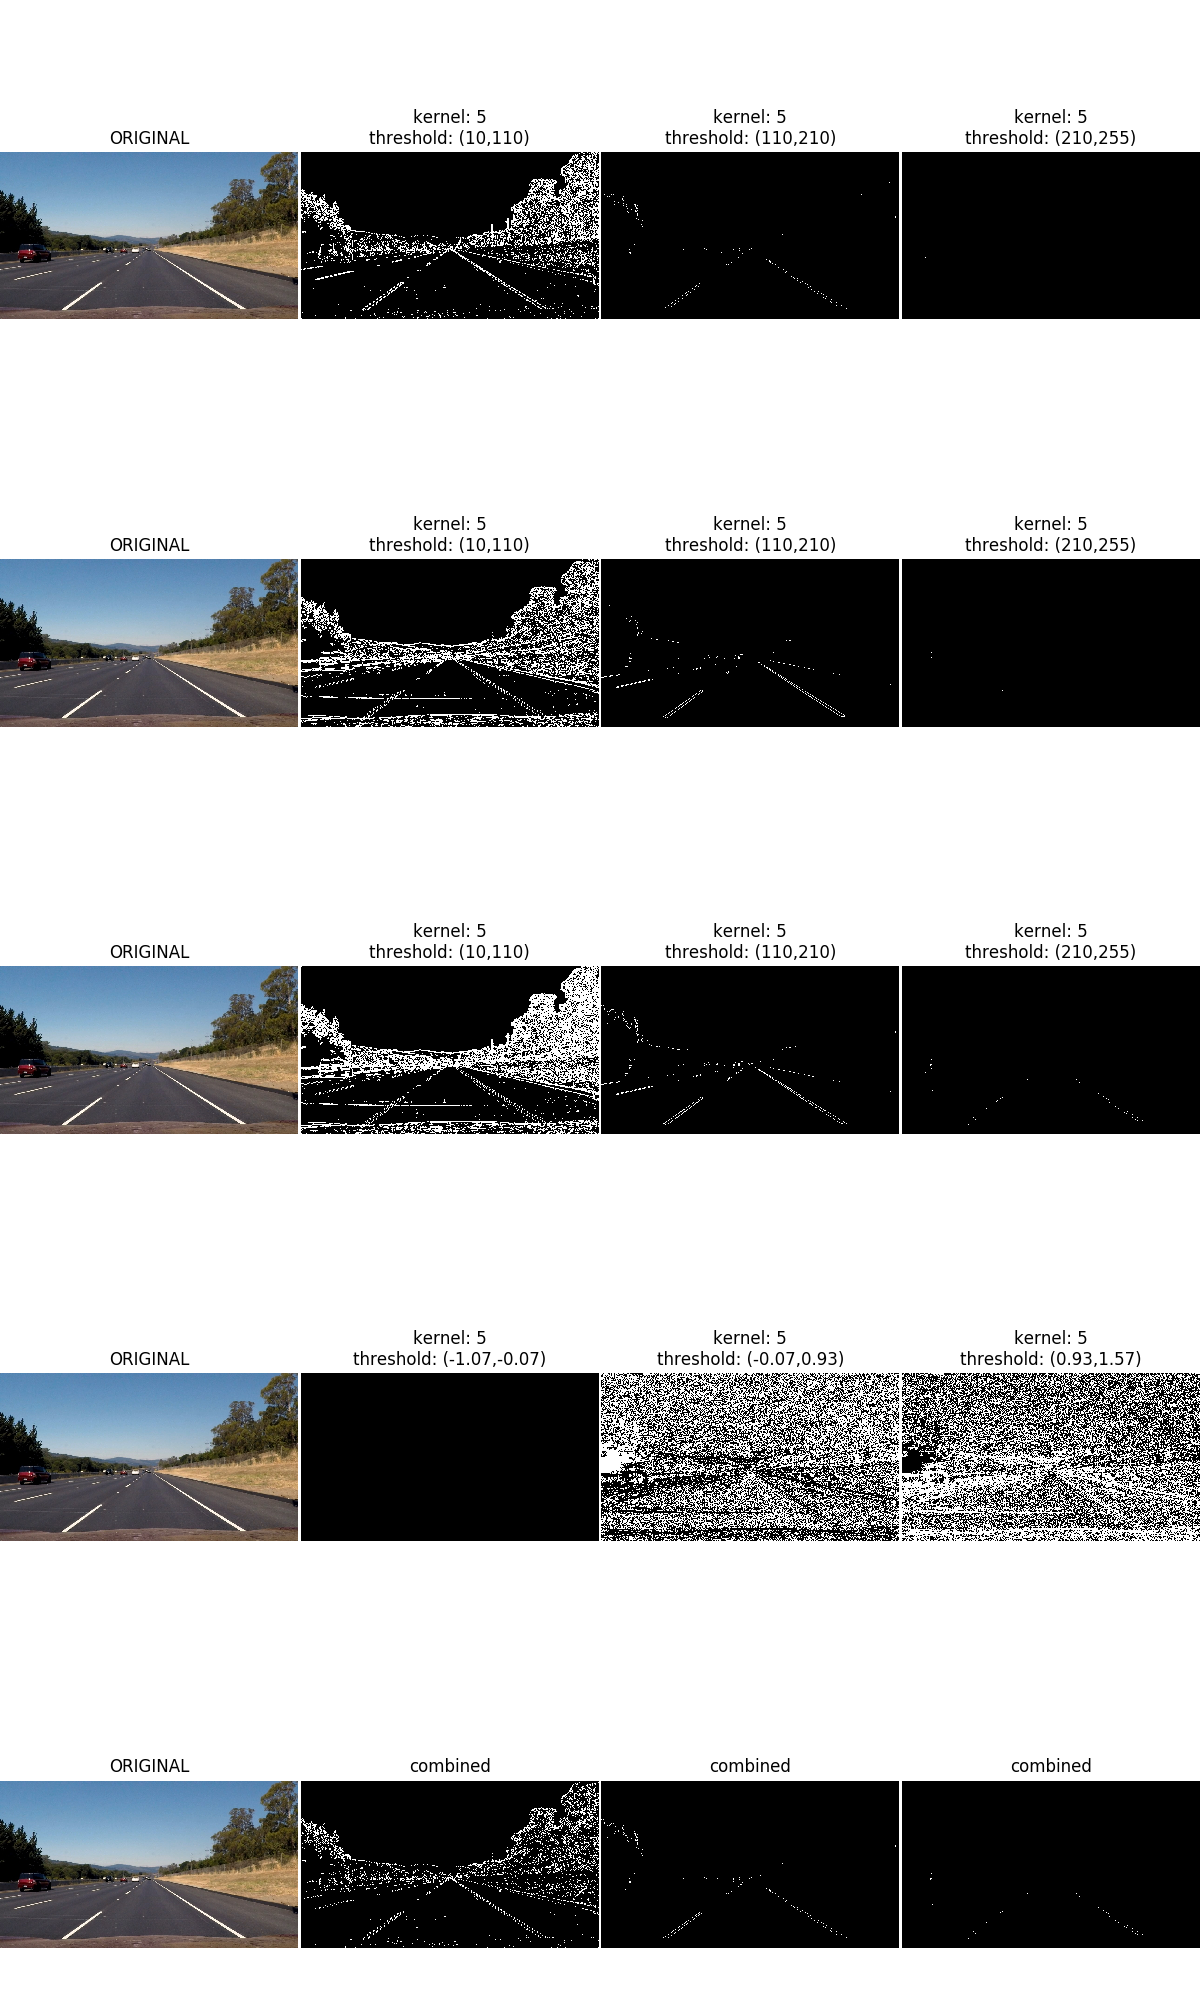 ORIGINAL
kernel: 5
threshold: (10,110)
kernel: 5
threshold: (110,210)
kernel: 5
threshold: (210,255)
ORIGINAL
kernel: 5
threshold: (10,110)
kernel: 5
threshold: (110,210)
kernel: 5
threshold: (210,255)
ORIGINAL
kernel: 5
threshold: (10,110)
kernel: 5
threshold: (110,210)
kernel: 5
threshold: (210,255)
ORIGINAL
kernel: 5
threshold: (-1.07,-0.07)
kernel: 5
threshold: (-0.07,0.93)
kernel: 5
threshold: (0.93,1.57)
ORIGINAL
combined
combined
combined